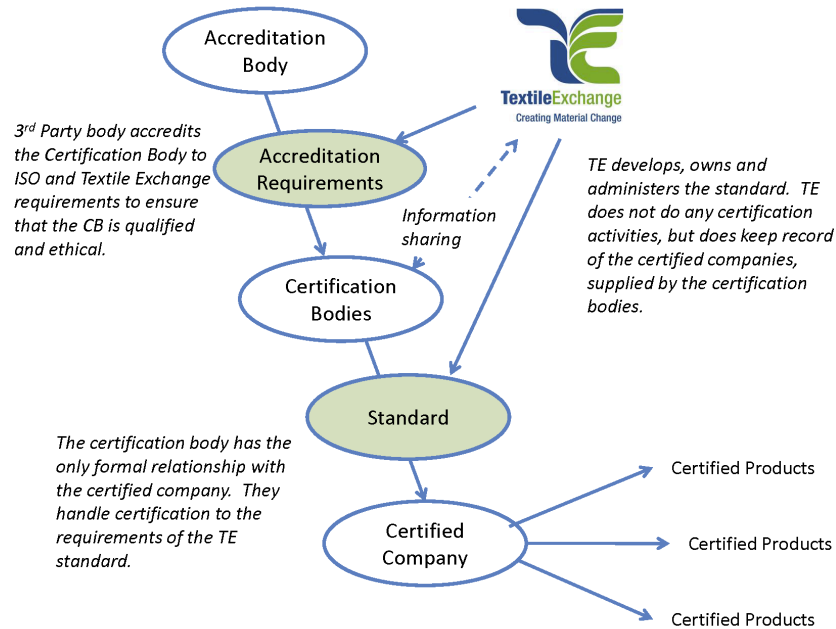 Accreditation
Body
TextileExchange
Creating Material Change
3rd Party body accredits
the Certification Body to
ISO and Textile Exchange
requirements to ensure
that the CB is qualified
and ethical.
Accreditation
Requirements
Information
sharing
TE develops, owns and
administers the standard.  TE
does not do any certification
activities, but does keep record
of the certified companies,
supplied by the certification
bodies.
Certification
Bodies
Standard
The certification body has the
only formal relationship with
the certified company.  They
handle certification to the
requirements of the TE
standard.
Certified
Company
Certified Products
Certified Products
Certified Products